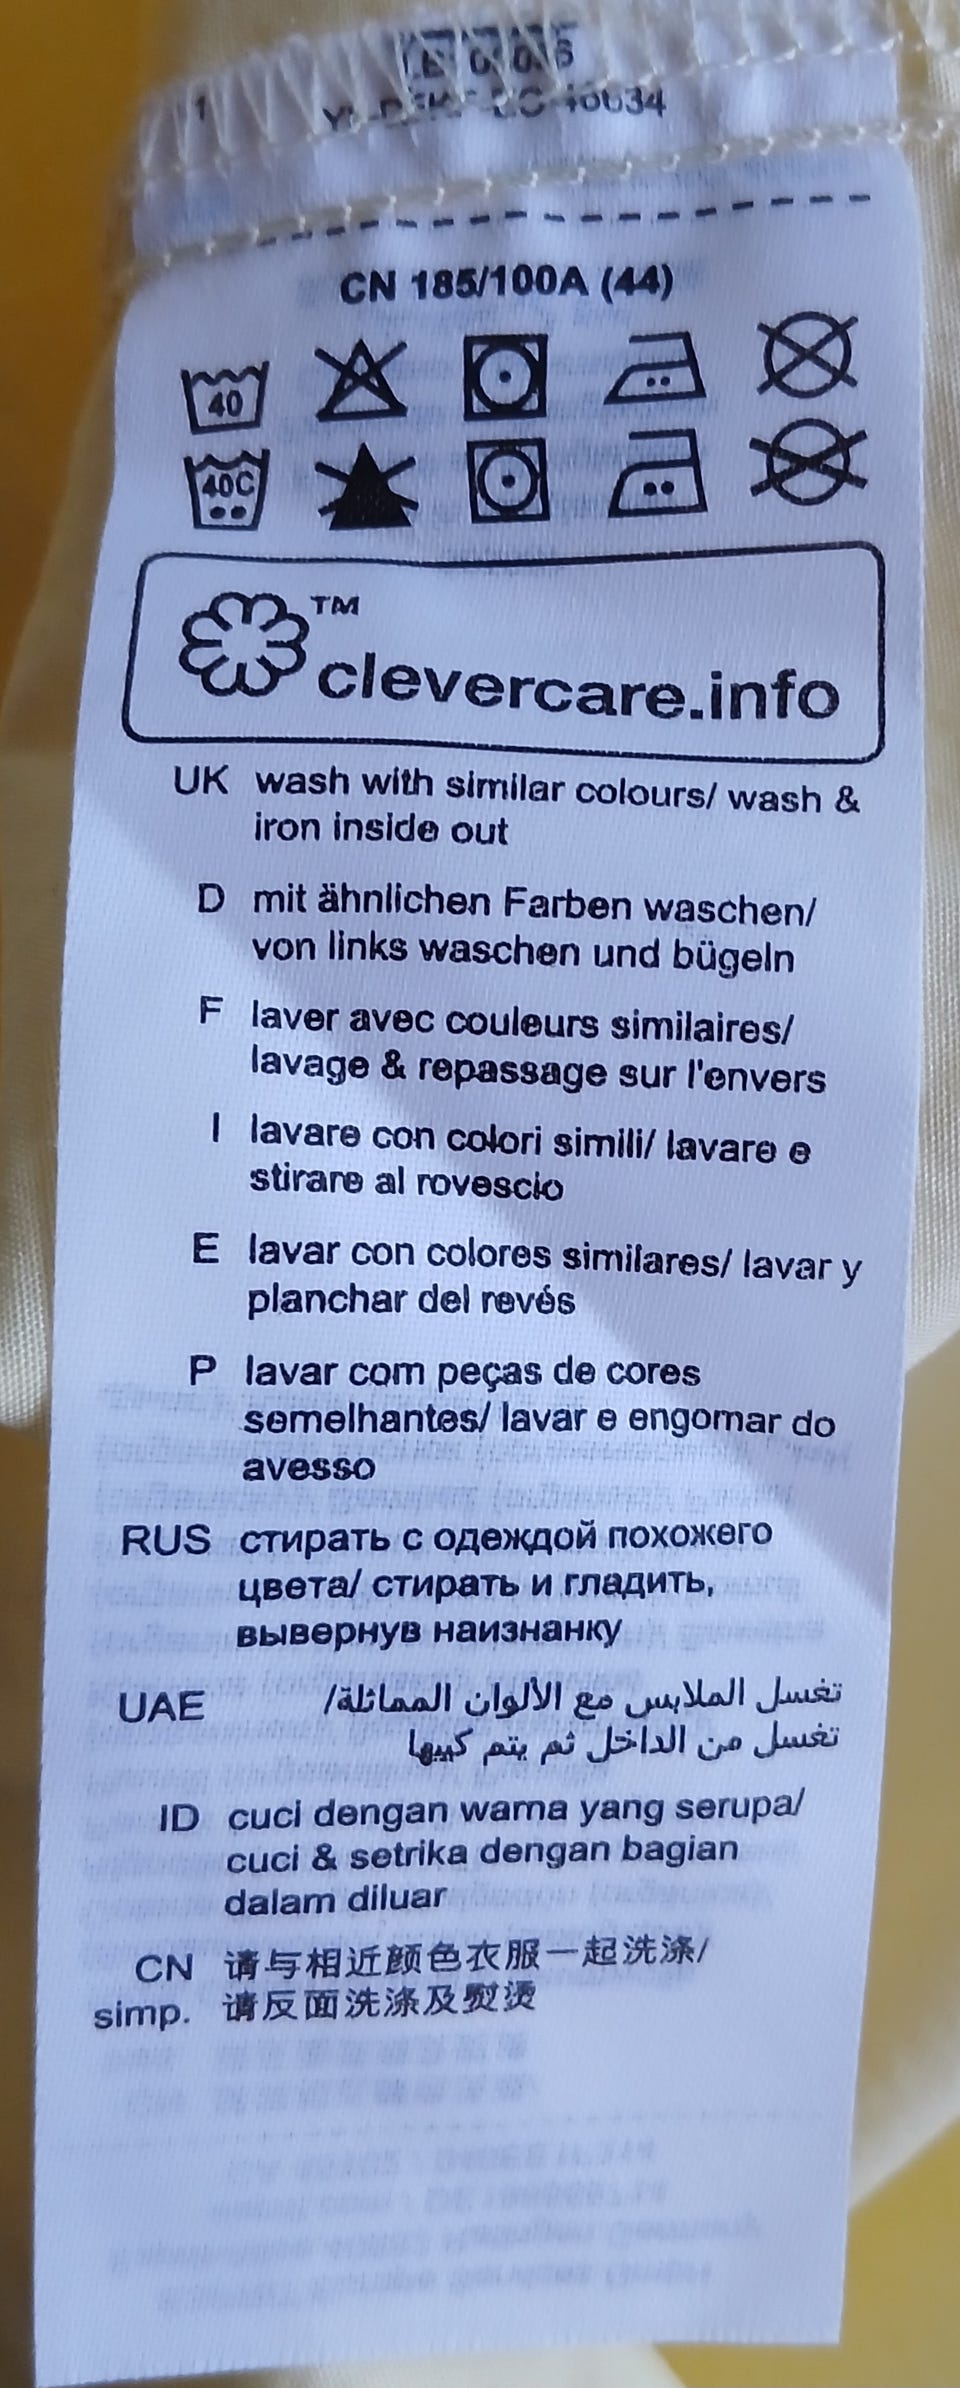 1
CN 185/100A (44)
40
40C
TM
clevercare.info
UK wash with similar colours/ wash &
iron inside out
D mit ähnlichen Farben waschen/
von links waschen und bügeln
F laver avec couleurs similaires/
lavage & repassage sur l'envers
I lavare con colori simili/ lavare e
stirare al rovescio
E lavar con colores similares/ lavar y
planchar del revés
P lavar com peças de cores
semelhantes/ lavar e engomar do
avesso
RUS стирать с одеждой похожего
цвета/ стирать и гладить,
вывернув наизнанку
UAE تغسل الملابس مع الألوان المماثلة/
تغسل من الداخل ثم يتم كييها
ID cuci dengan warna yang serupa/
cuci & setrika dengan bagian
dalam diluar
CN 请与相近颜色衣服一起洗涤/
simp. 请反面洗涤及熨烫